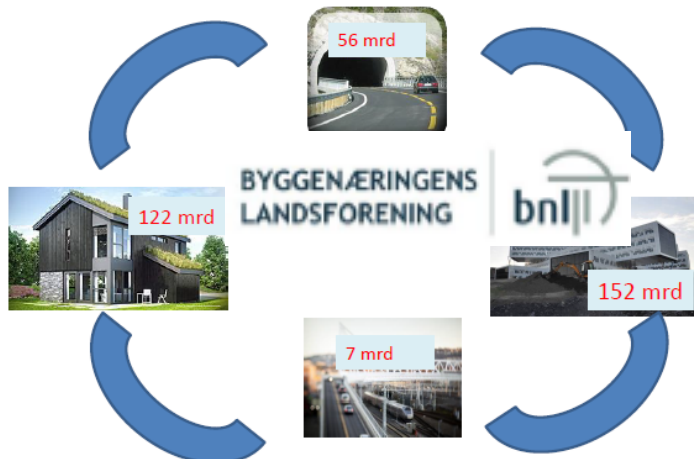 56 mrd
BYGGENÆRINGENS
LANDSFORENING
bnl
122 mrd
152 mrd
7 mrd